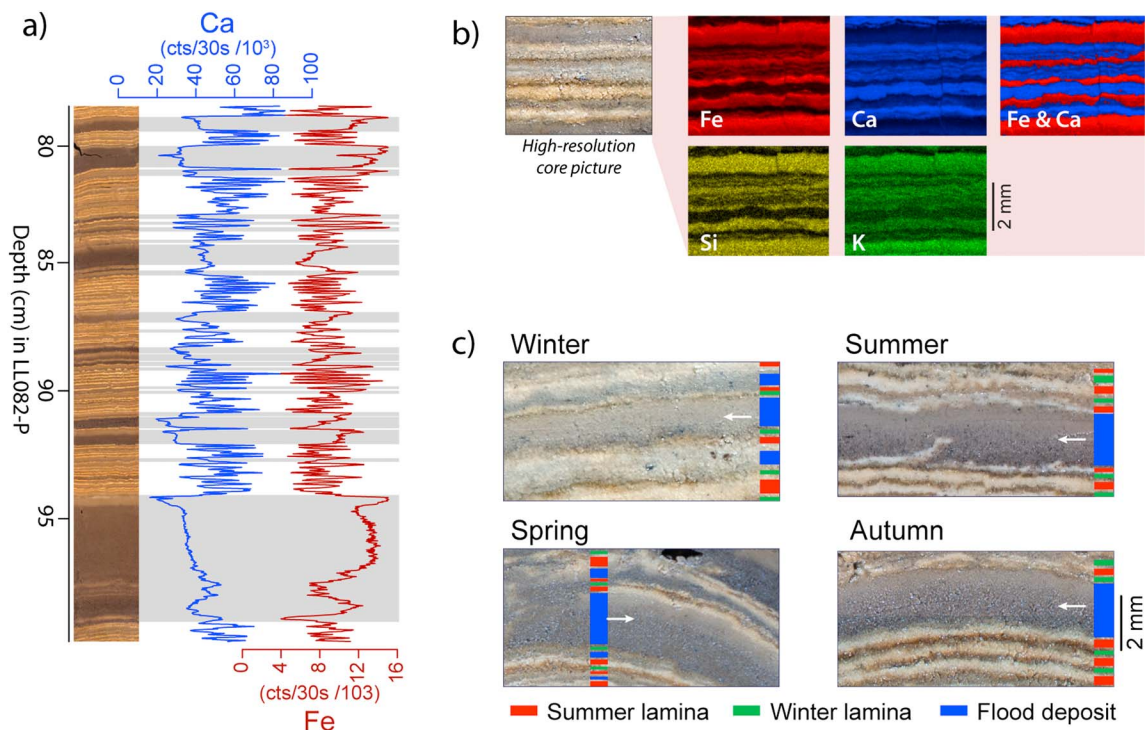 a)
Ca
(cts/30s /10³)
0
20
40
60
80
100
Depth (cm) in LL082-P
80
85
90
95
0
4
8
12
16
(cts/30s /103)
Fe
b)
High-resolution
core picture
Fe
Ca
Fe & Ca
Si
K
2 mm
c)
Winter
Summer
Spring
Autumn
2 mm
Summer lamina
Winter lamina
Flood deposit